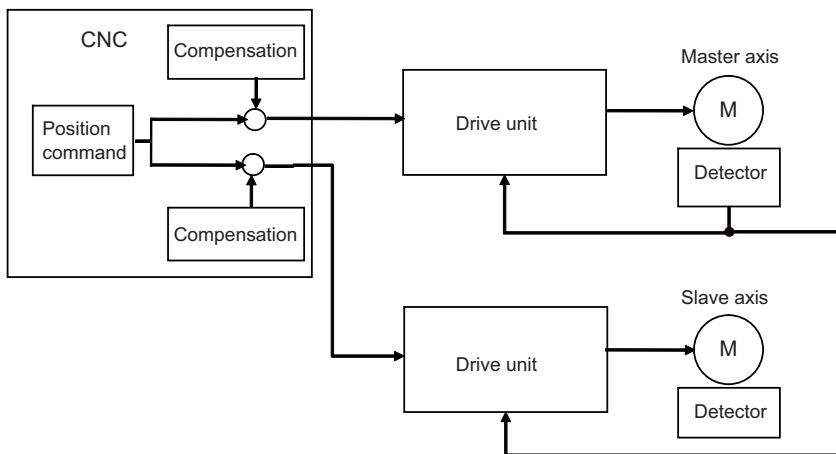 CNC
Compensation
Position
command
Compensation
Drive unit
Master axis
M
Detector
Drive unit
Slave axis
M
Detector